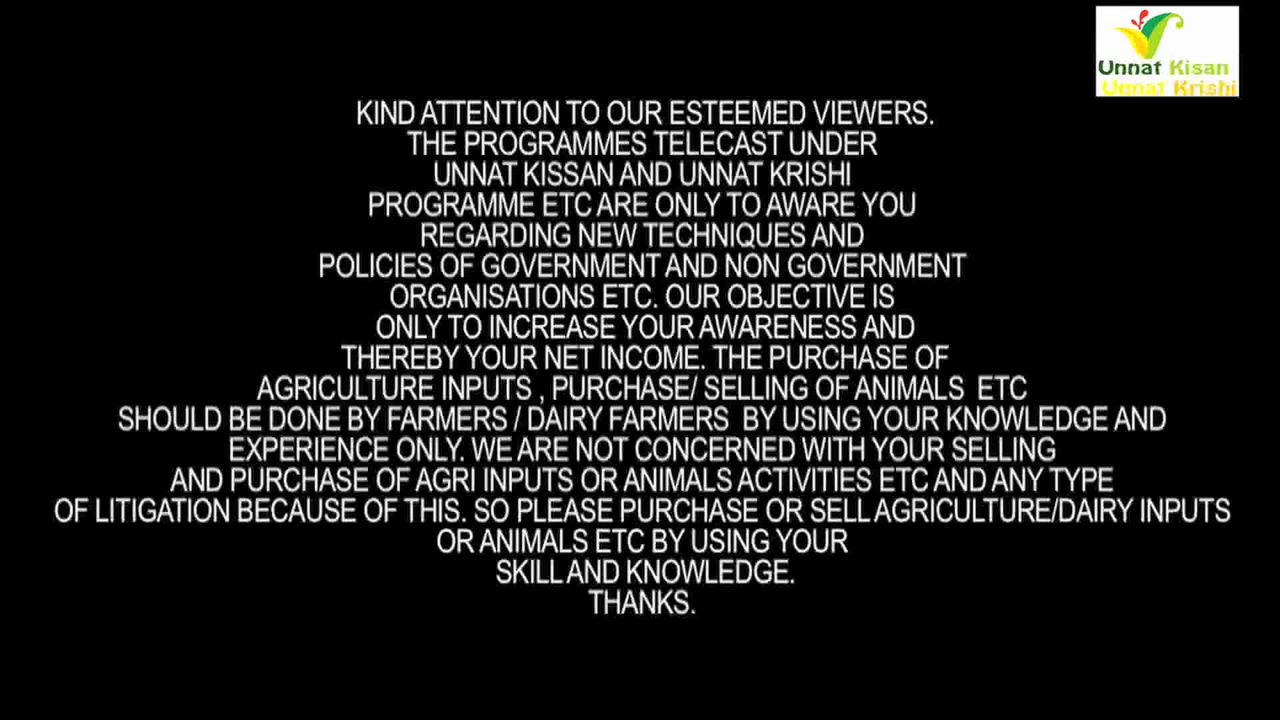 Unnat Kisan
Unnat Krishi
KIND ATTENTION TO OUR ESTEEMED VIEWERS.
THE PROGRAMMES TELECAST UNDER
UNNAT KISSAN AND UNNAT KRISHI
PROGRAMME ETC ARE ONLY TO AWARE YOU
REGARDING NEW TECHNIQUES AND
POLICIES OF GOVERNMENT AND NON GOVERNMENT
ORGANISATIONS ETC. OUR OBJECTIVE IS
ONLY TO INCREASE YOUR AWARENESS AND
THEREBY YOUR NET INCOME. THE PURCHASE OF
AGRICULTURE INPUTS , PURCHASE/ SELLING OF ANIMALS ETC
SHOULD BE DONE BY FARMERS / DAIRY FARMERS BY USING YOUR KNOWLEDGE AND
EXPERIENCE ONLY. WE ARE NOT CONCERNED WITH YOUR SELLING
AND PURCHASE OF AGRI INPUTS OR ANIMALS ACTIVITIES ETC AND ANY TYPE
OF LITIGATION BECAUSE OF THIS. SO PLEASE PURCHASE OR SELL AGRICULTURE/DAIRY INPUTS
OR ANIMALS ETC BY USING YOUR
SKILL AND KNOWLEDGE.
THANKS.